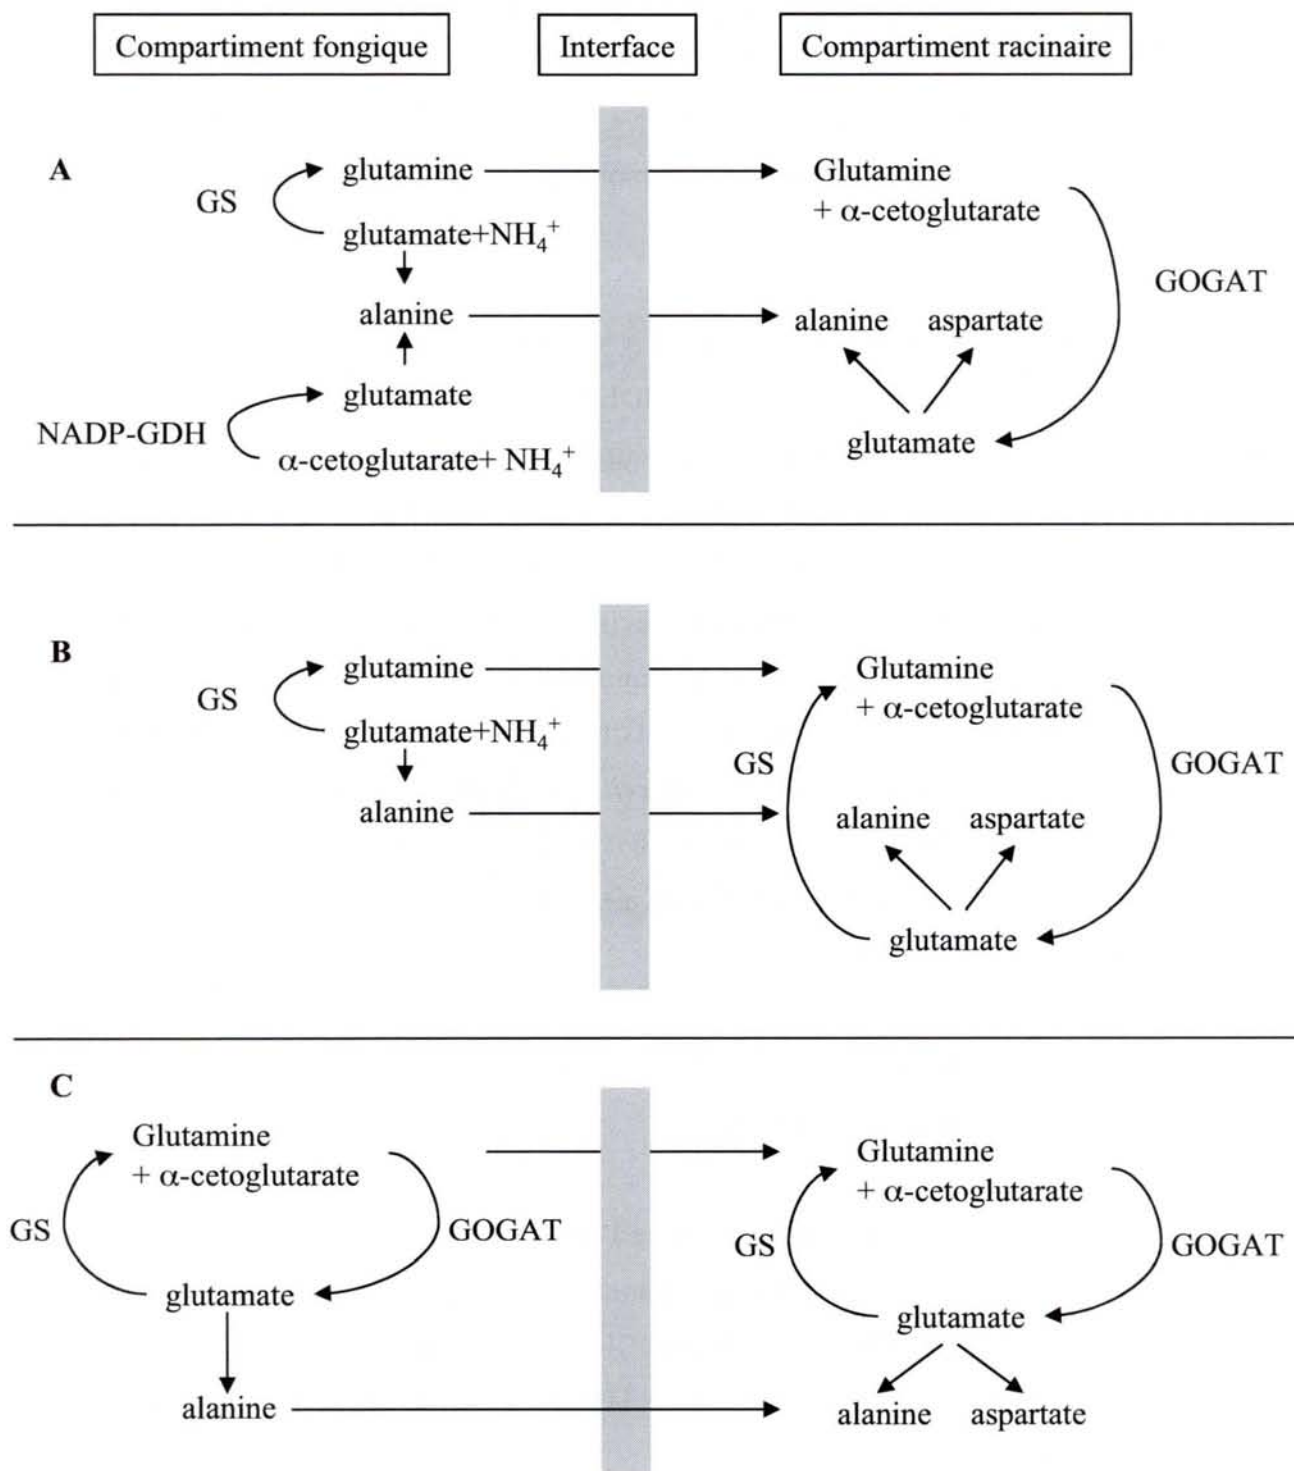 Compartiment fongique
Interface
Compartiment racinaire
A
glutamine
Glutamine
+ α-cetoglutarate
GS
glutamate+NH₄⁺
GOGAT
alanine
alanine aspartate
glutamate
NADP-GDH
glutamate
α-cetoglutarate+ NH₄⁺
B
glutamine
Glutamine
+ α-cetoglutarate
GS
glutamate+NH₄⁺
GS
GOGAT
alanine
alanine aspartate
glutamate
C
Glutamine
+ α-cetoglutarate
Glutamine
+ α-cetoglutarate
GS
GOGAT
GS
GOGAT
glutamate
glutamate
alanine
alanine aspartate